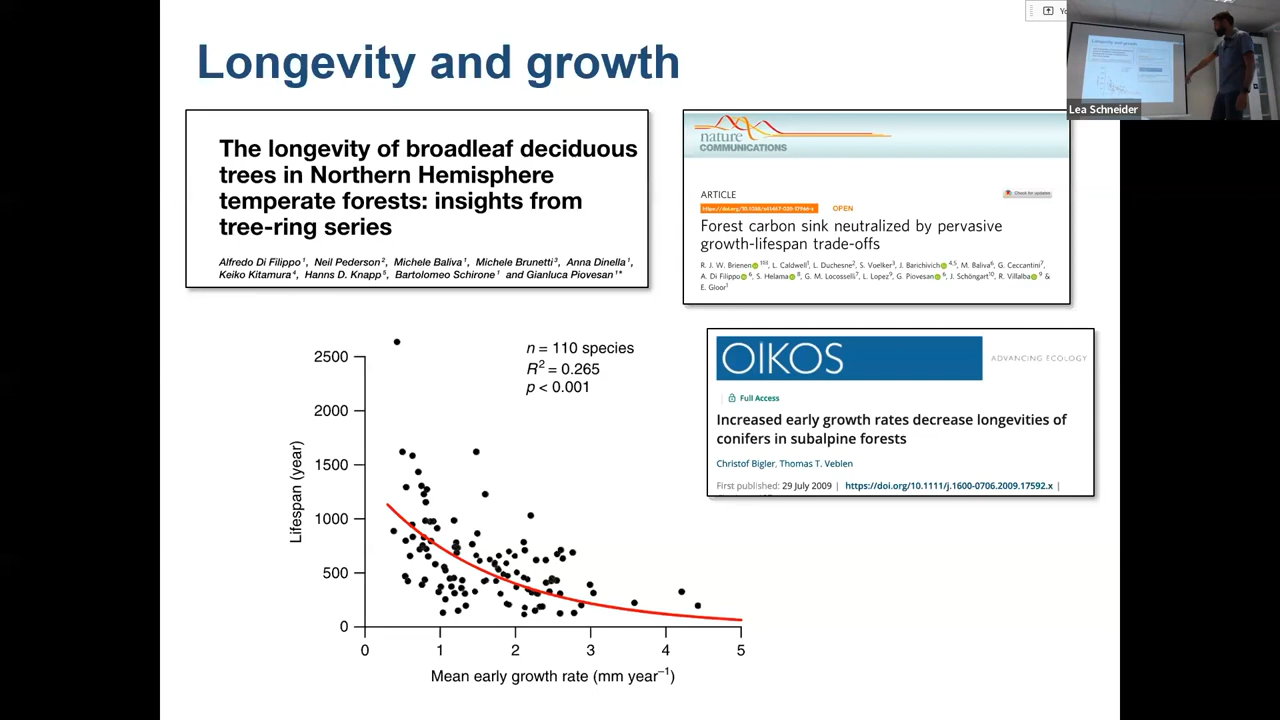 Longevity and growth
Lea Schneider
The longevity of broadleaf deciduous
trees in Northern Hemisphere
temperate forests: insights from
tree-ring series
Alfredo Di Filippo¹, Neil Pederson², Michele Baliva¹, Michele Brunetti³, Anna Dinella¹,
Keiko Kitamura⁴, Hanns D. Knapp⁵, Bartolomeo Schirone¹ and Gianluca Piovesan¹*
nature
COMMUNICATIONS
ARTICLE
Check for updates
OPEN
Forest carbon sink neutralized by pervasive
growth-lifespan trade-offs
R. J. W. Brienen, L. Caldwell, L. Duchesne, S. Voelker, J. Barichivich, M. Baliva, G. Ceccantini,
A. Di Filippo, S. Helama, G. M. Locosselli, L. Lopez, G. Piovesan, J. Schöngart, R. Villalba &
E. Gloor
OIKOS
ADVANCING ECOLOGY
Full Access
Increased early growth rates decrease longevities of
conifers in subalpine forests
Christof Bigler, Thomas T. Veblen
First published: 29 July 2009 | https://doi.org/10.1111/j.1600-0706.2009.17592.x |
n = 110 species
R² = 0.265
p < 0.001
Lifespan (year)
2500
2000
1500
1000
500
0
0 1 2 3 4 5
Mean early growth rate (mm year⁻¹)